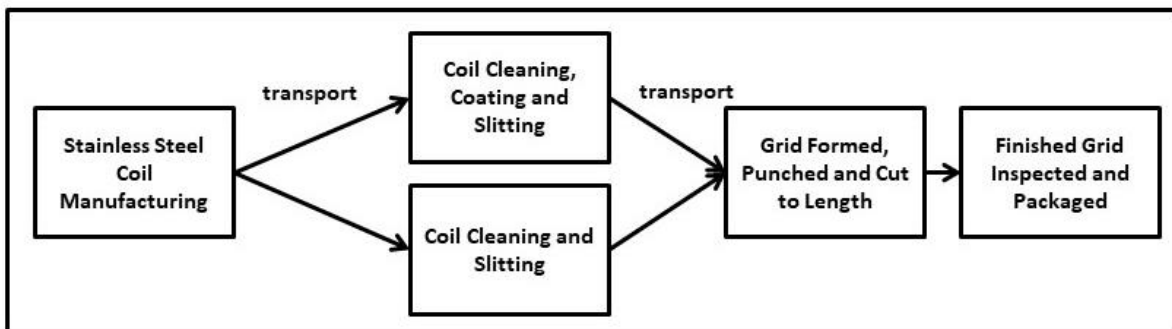 Stainless Steel
Coil
Manufacturing
transport
Coil Cleaning,
Coating and
Slitting
Coil Cleaning and
Slitting
transport
Grid Formed,
Punched and Cut
to Length
Finished Grid
Inspected and
Packaged